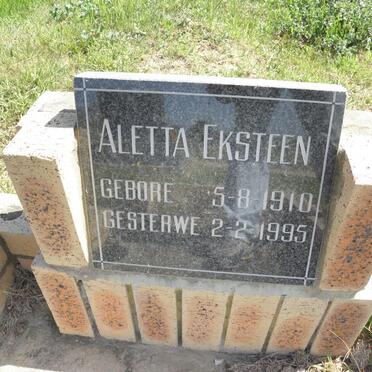 ALETTA EKSTEEN
GEBORE 5-8-1910
GESTERWE 2-2-1995